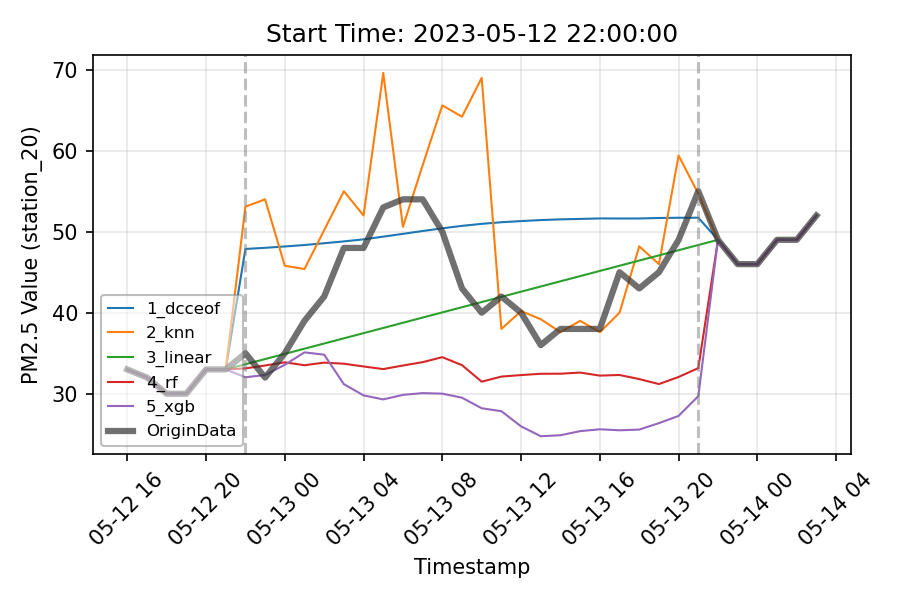 Start Time: 2023-05-12 22:00:00
PM2.5 Value (station_20)
70
60
50
40
30
1_dcceof
2_knn
3_linear
4_rf
5_xgb
OriginData
05-12 16
05-12 20
05-13 00
05-13 04
05-13 08
05-13 12
05-13 16
05-13 20
05-14 00
05-14 04
Timestamp